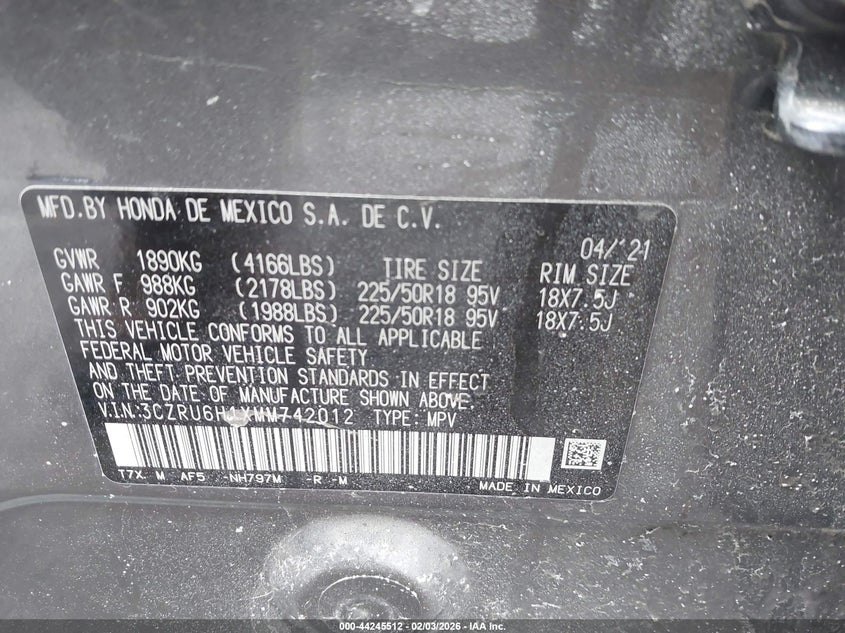 MFD.BY HONDA DE MEXICO S.A. DE C.V.
04/'21
GVWR 1890KG (4166LBS) TIRE SIZE RIM SIZE
GAWR F 988KG (2178LBS) 225/50R18 95V 18X7.5J
GAWR R 902KG (1988LBS) 225/50R18 95V 18X7.5J
THIS VEHICLE CONFORMS TO ALL APPLICABLE
FEDERAL MOTOR VEHICLE SAFETY
AND THEFT PREVENTION STANDARDS IN EFFECT
ON THE DATE OF MANUFACTURE SHOWN ABOVE.
V.I.N:3CZRU6H1XMM742012 TYPE: MPV
T7X M AF5 -NH797M -R -M
MADE IN MEXICO
000-44245512 - 02/03/2026 - IAA Inc.